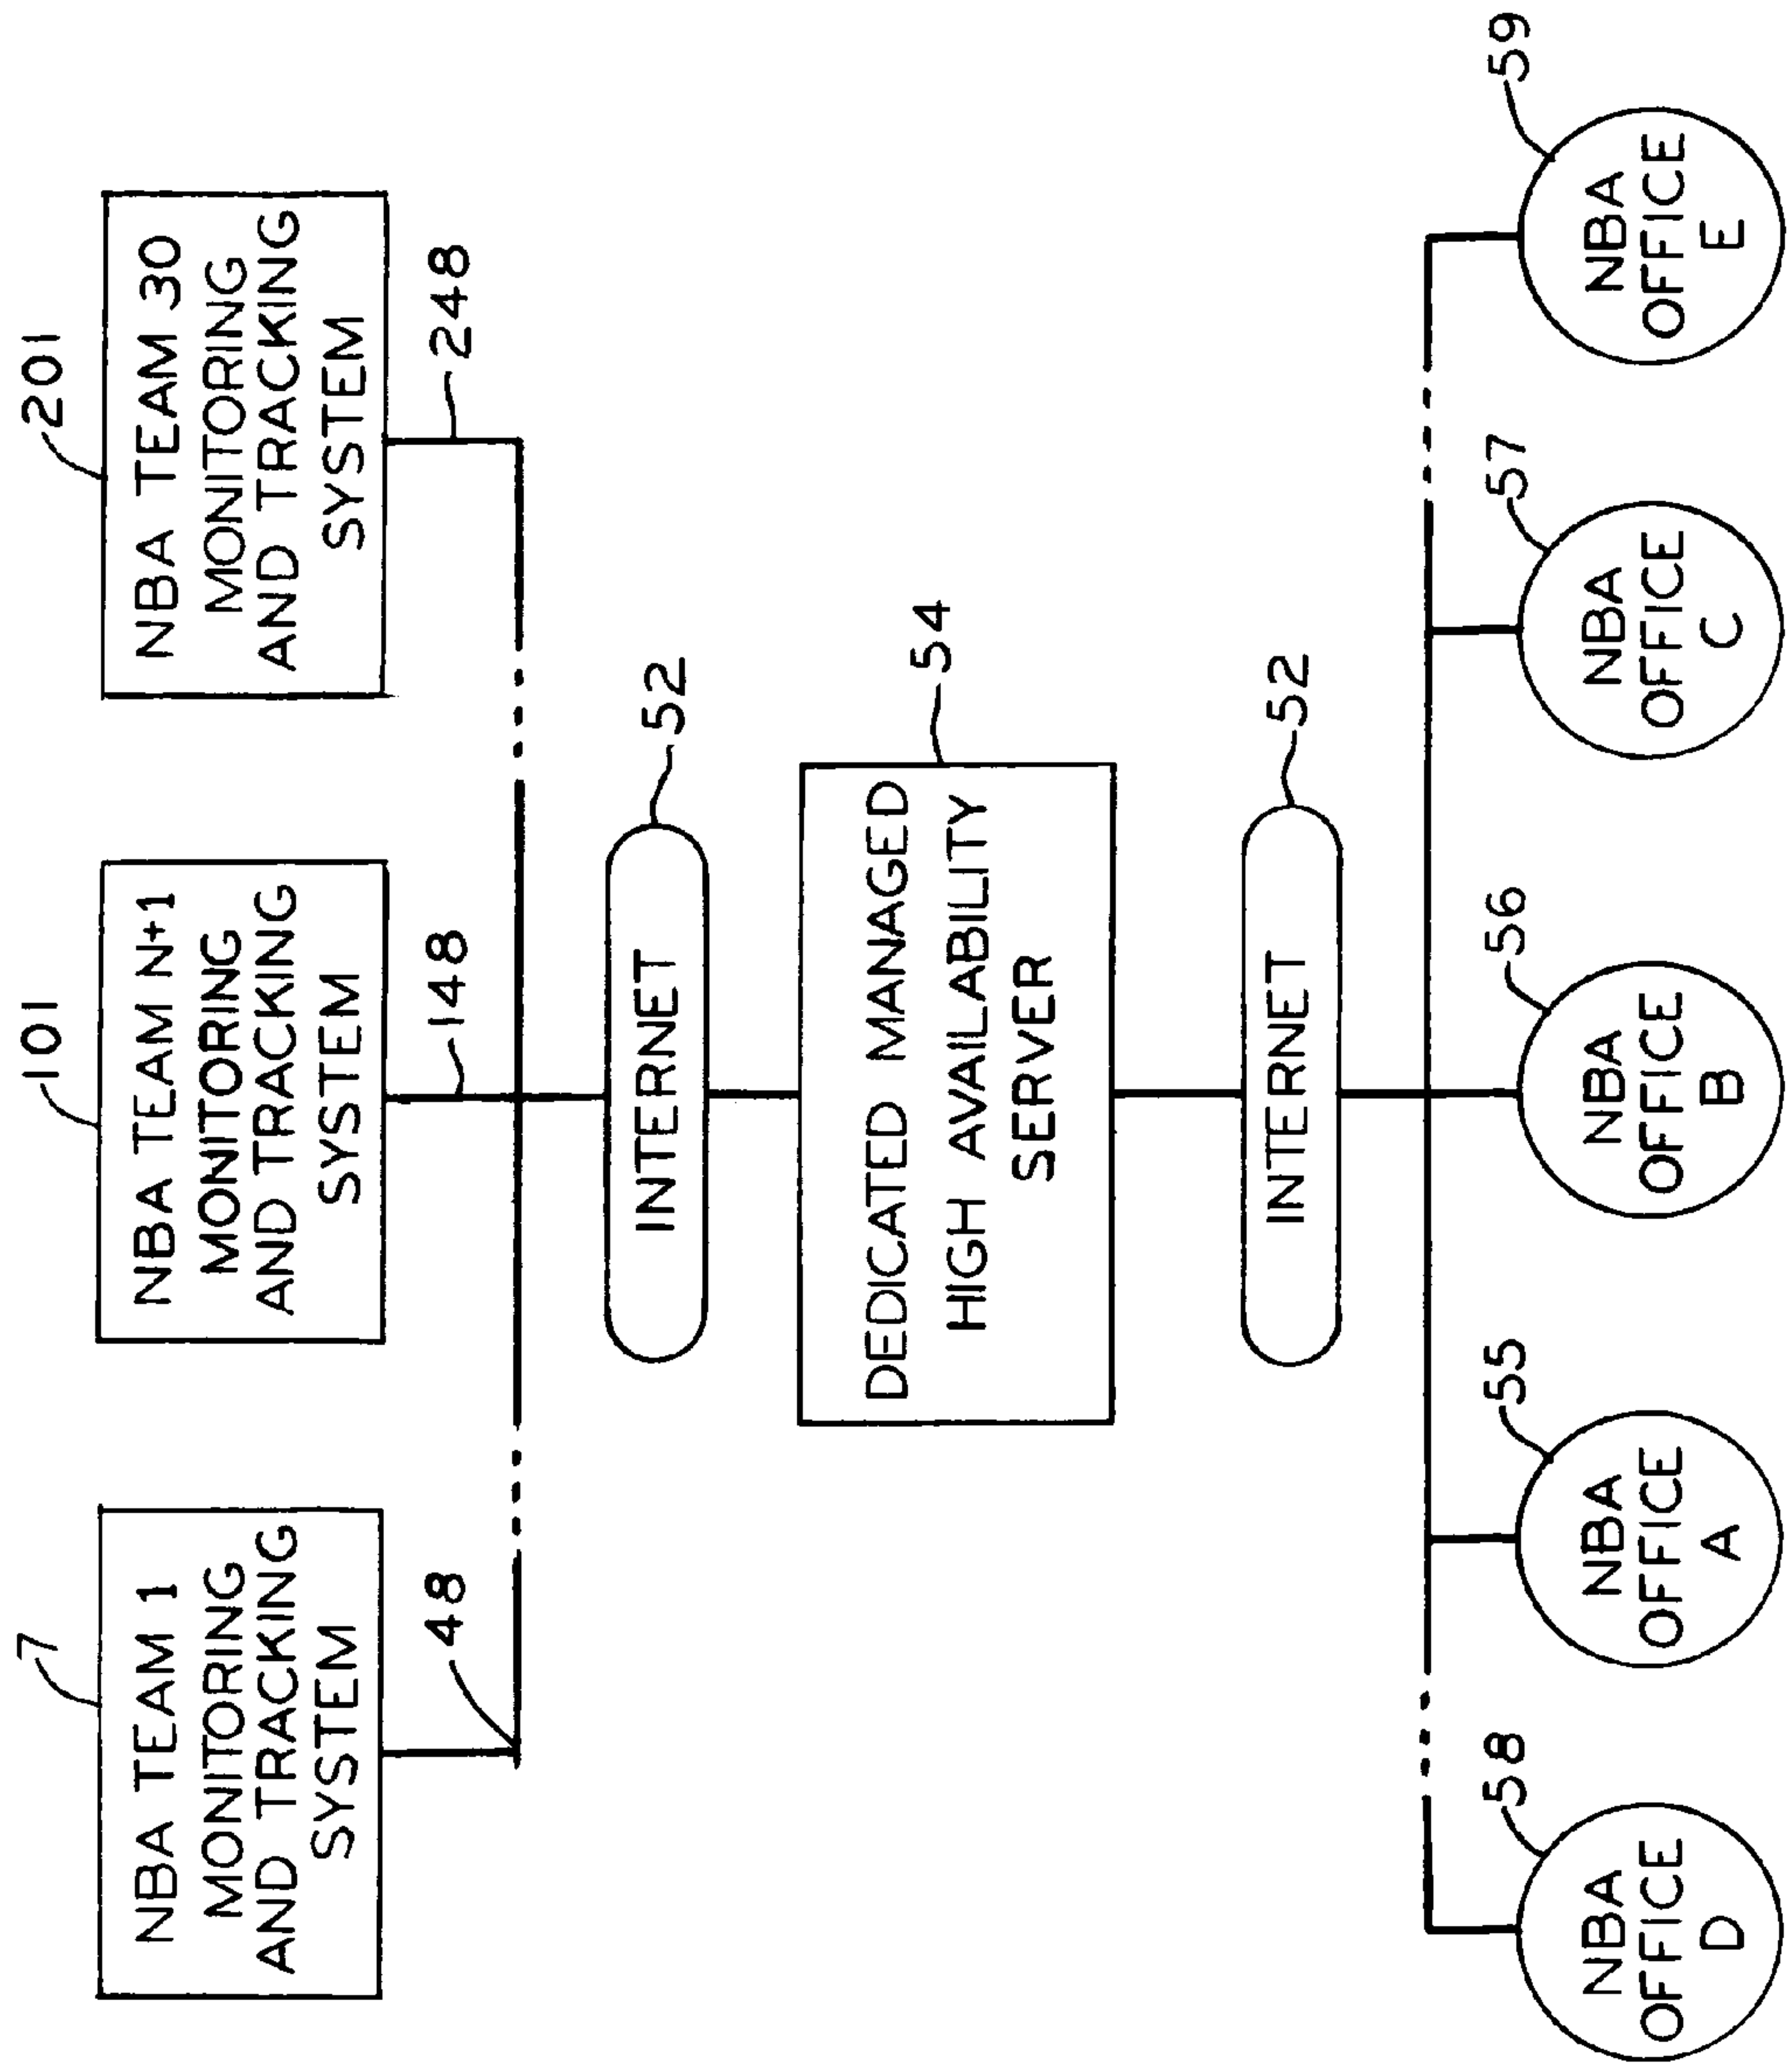 7
NBA TEAM 1
MONITORING
AND TRACKING
SYSTEM
48
101
NBA TEAM N+1
MONITORING
AND TRACKING
SYSTEM
148
201
NBA TEAM 30
MONITORING
AND TRACKING
SYSTEM
248
INTERNET
52
DEDICATED MANAGED
HIGH AVAILABILITY
SERVER
54
INTERNET
52
58
NBA
OFFICE
D
55
NBA
OFFICE
A
56
NBA
OFFICE
B
57
NBA
OFFICE
C
59
NBA
OFFICE
E